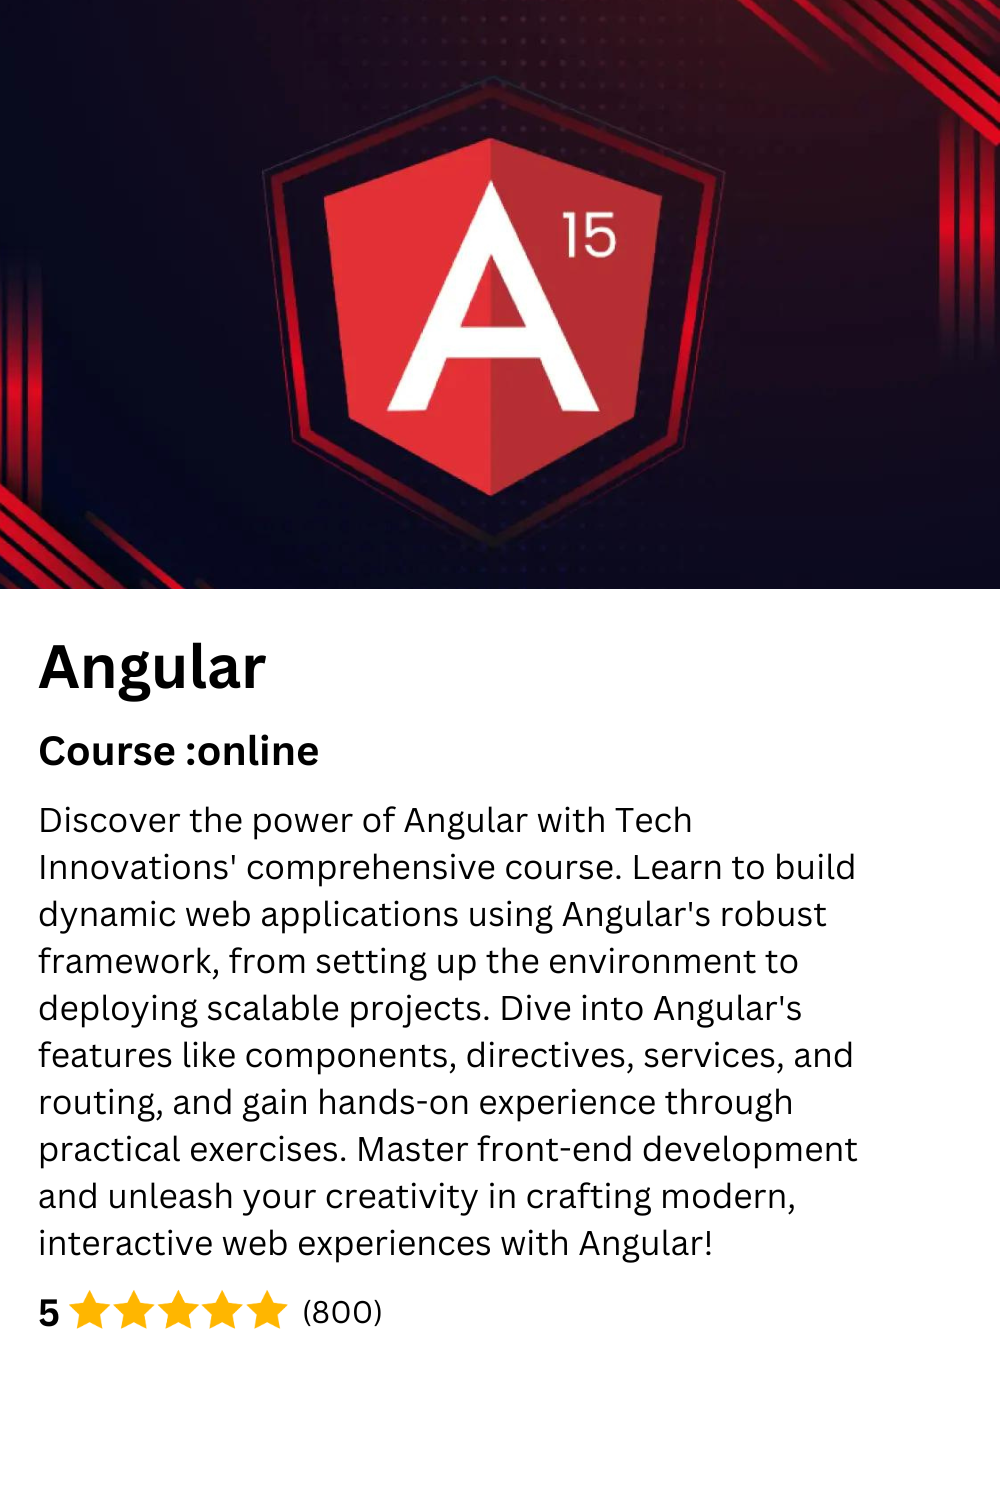 A
15
Angular
Course :online
Discover the power of Angular with Tech
Innovations' comprehensive course. Learn to build
dynamic web applications using Angular's robust
framework, from setting up the environment to
deploying scalable projects. Dive into Angular's
features like components, directives, services, and
routing, and gain hands-on experience through
practical exercises. Master front-end development
and unleash your creativity in crafting modern,
interactive web experiences with Angular!
5 (800)